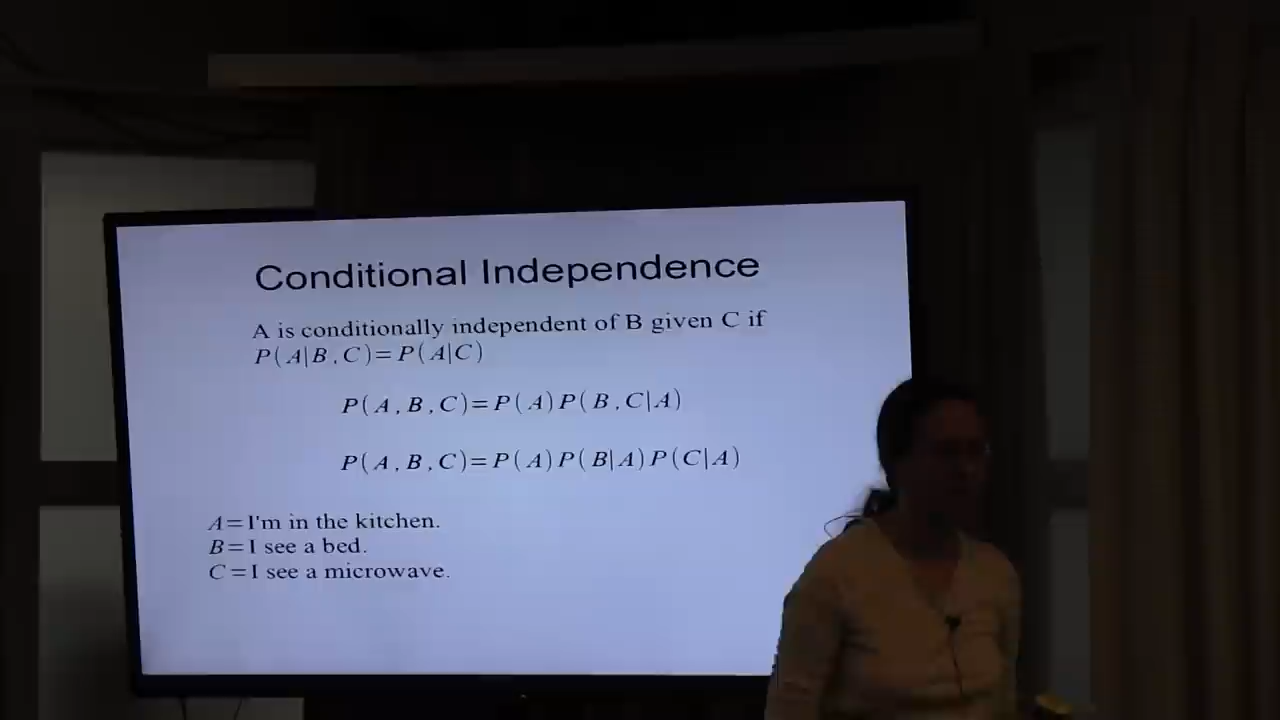 Conditional Independence
A is conditionally independent of B given C if
P(A|B,C)=P(A|C)
P(A,B,C)=P(A)P(B,C|A)
P(A,B,C)=P(A)P(B|A)P(C|A)
A=I'm in the kitchen.
B=I see a bed.
C=I see a microwave.